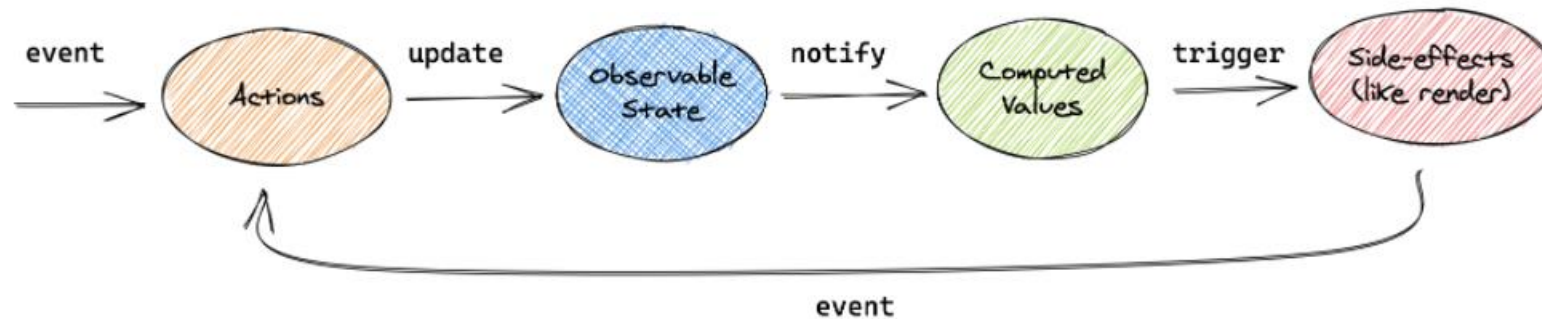 event
Actions
update
Observable
State
notify
Computed
Values
trigger
Side-effects
(like render)
event